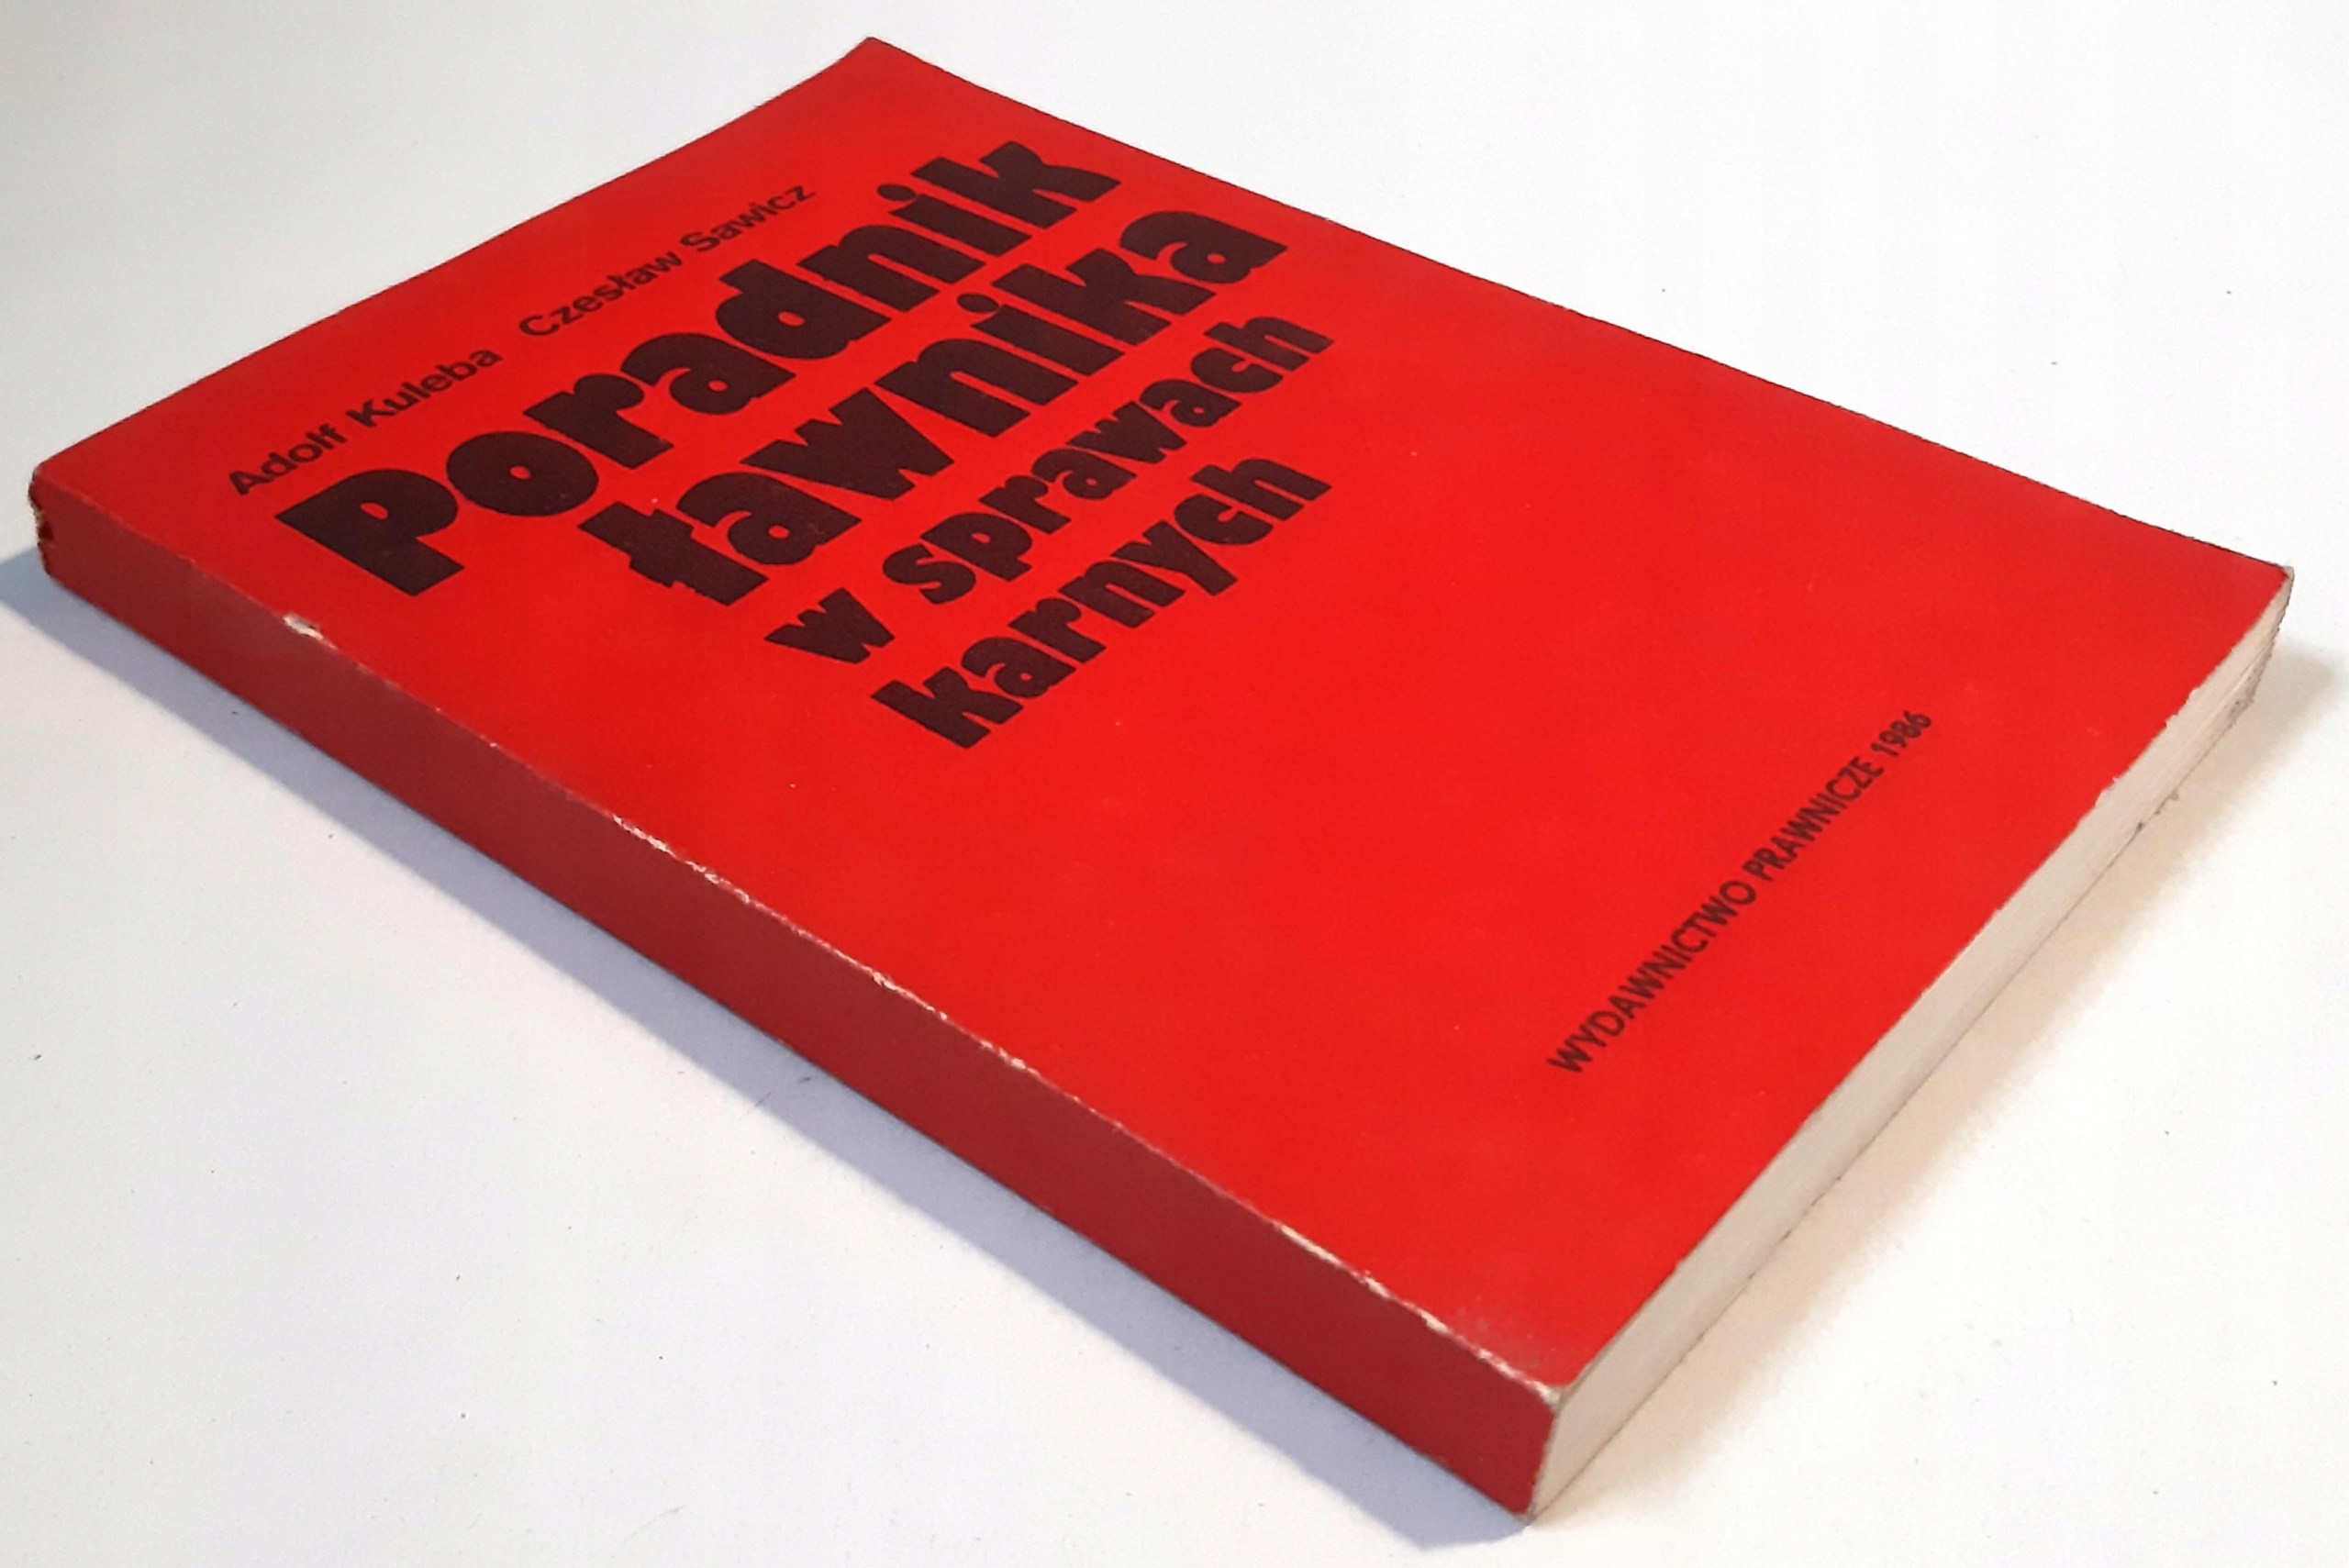 Adolf Kuleba Czesław Sawicz
Poradnik
ławnika
w sprawach
karnych
WYDAWNICTWO PRAWNICZE 1986